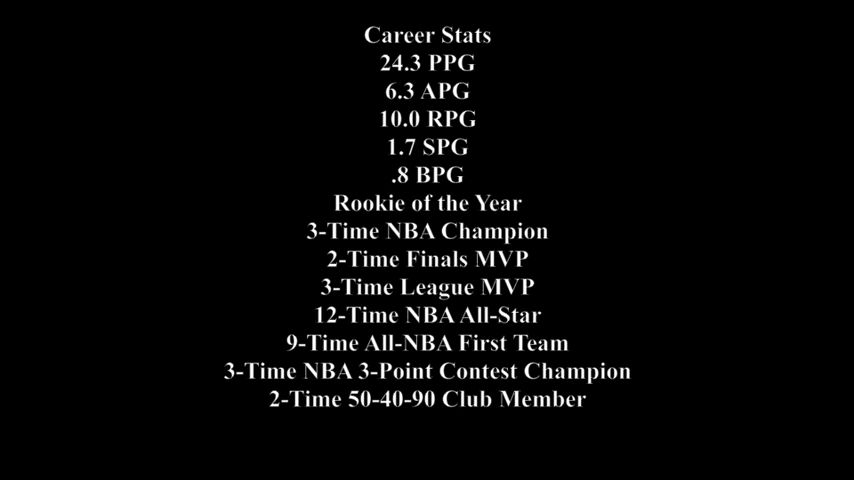 Career Stats
24.3 PPG
6.3 APG
10.0 RPG
1.7 SPG
.8 BPG
Rookie of the Year
3-Time NBA Champion
2-Time Finals MVP
3-Time League MVP
12-Time NBA All-Star
9-Time All-NBA First Team
3-Time NBA 3-Point Contest Champion
2-Time 50-40-90 Club Member